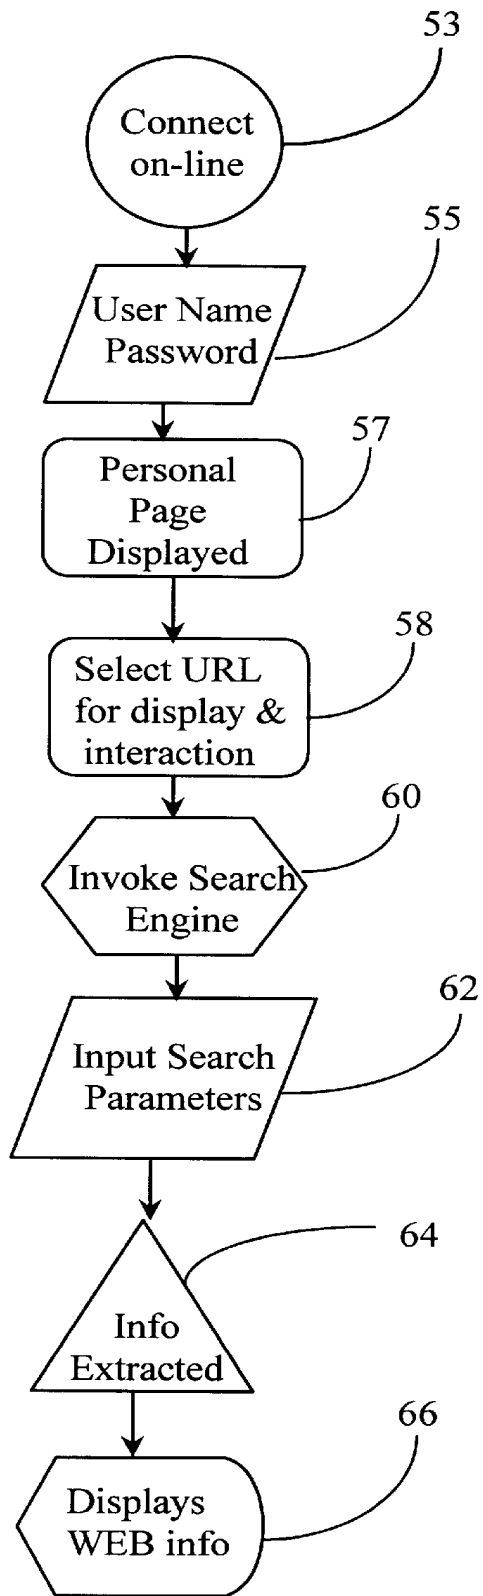 53
Connect
on-line
55
User Name
Password
57
Personal
Page
Displayed
58
Select URL
for display &
interaction
60
Invoke Search
Engine
62
Input Search
Parameters
64
Info
Extracted
66
Displays
WEB info